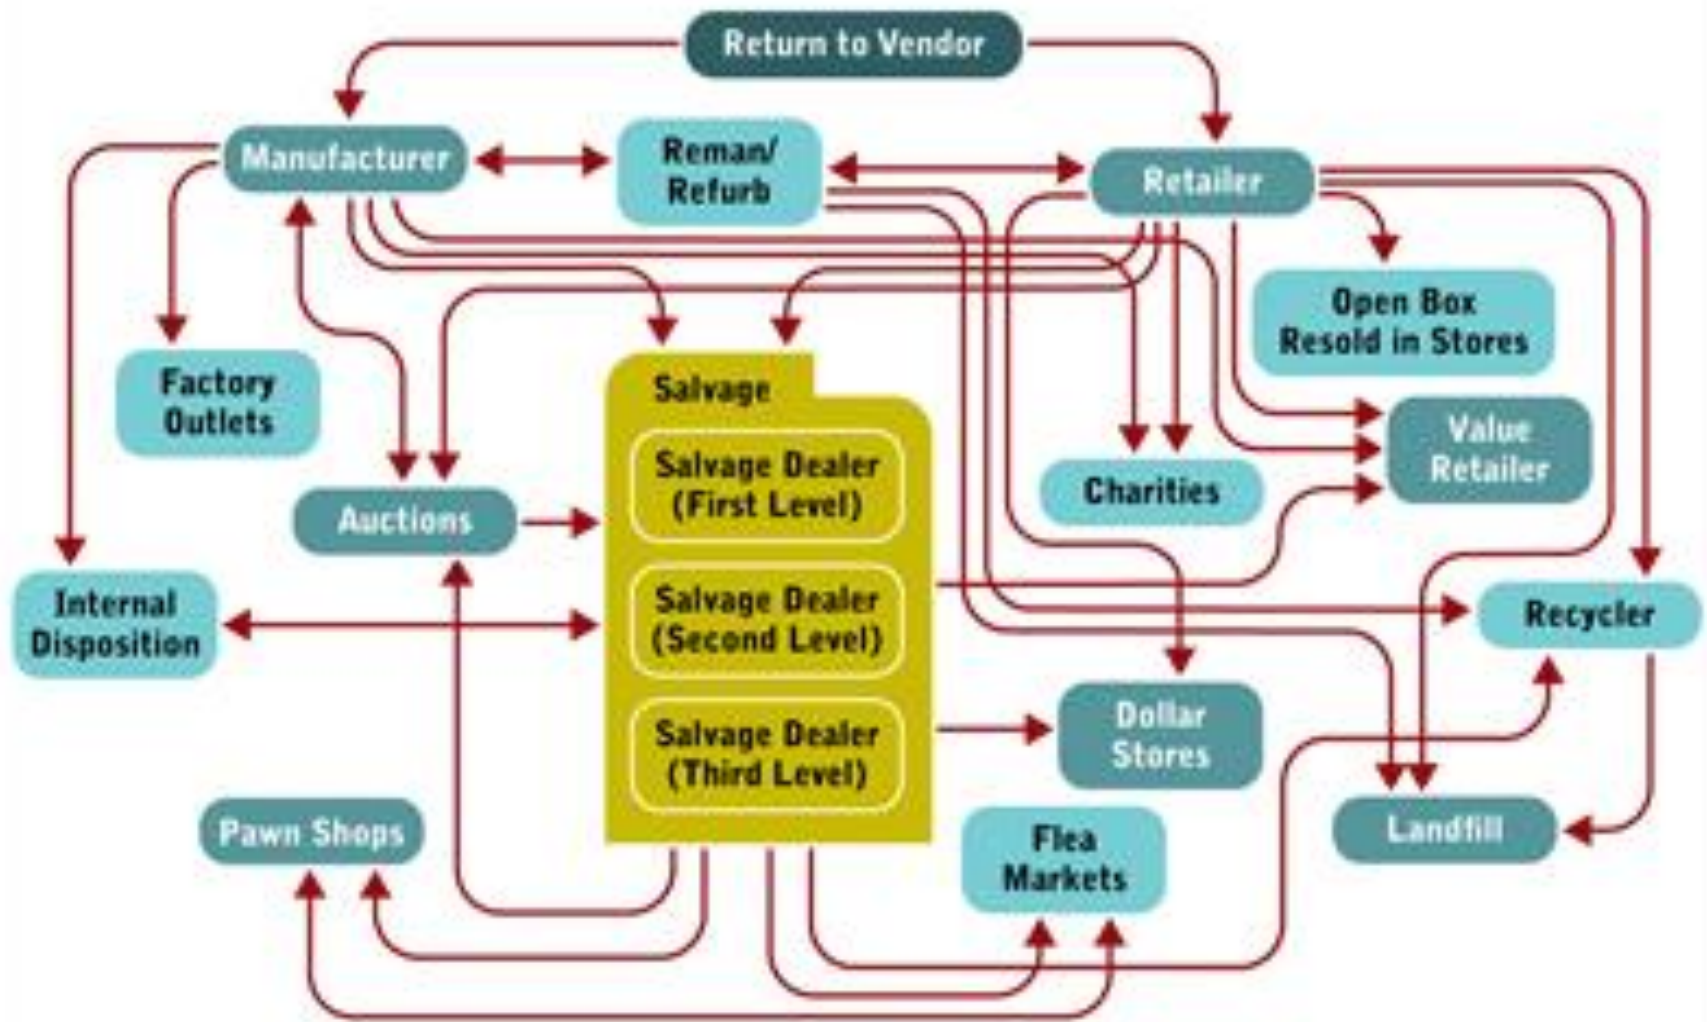 Return to Vendor
Manufacturer
Reman/
Refurb
Retailer
Open Box
Resold in Stores
Factory
Outlets
Salvage
Value
Retailer
Salvage Dealer
(First Level)
Charities
Auctions
Internal
Disposition
Salvage Dealer
(Second Level)
Recycler
Salvage Dealer
(Third Level)
Dollar
Stores
Pawn Shops
Flea
Markets
Landfill